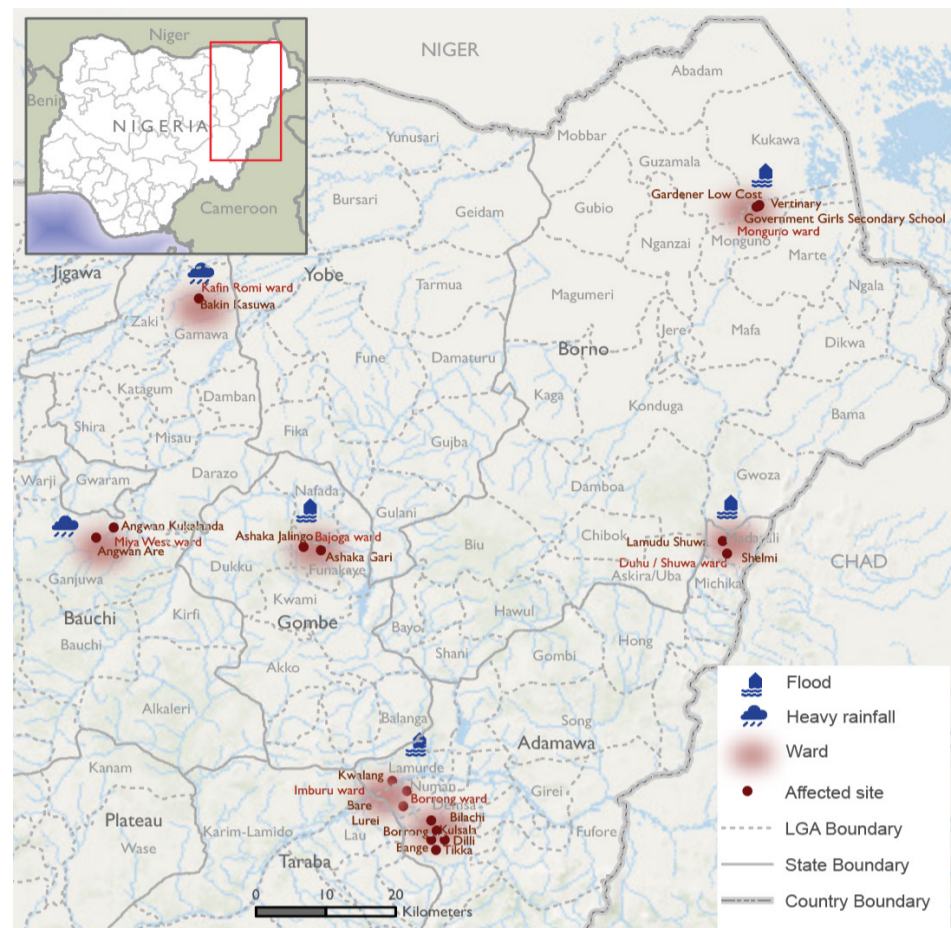 Niger
Benin
NIGERIA
Cameroon
NIGER
Abadam
Mobbar
Kukawa
Yunusari
Guzamala
Bursari
Geidam
Gubio
Gardener Low Cost
Vertinary
Government Girls Secondary School
Monguno ward
Nganzai
Monguno
Marte
Jigawa
Yobe
Kafin Romi ward
Bakin Kasuwa
Tarmua
Magumeri
Ngala
Zaki
Gamawa
Jere
Mafa
Borno
Dikwa
Fune
Damaturu
Katagum
Damban
Kaga
Konduga
Bama
Shira
Misau
Fika
Gujba
Warji
Gwaram
Darazo
Gwoza
Nafada
Damboa
Gulani
Angwan Kukalanda
Miya West ward
Angwan Are
Ashaka Jalingo
Bajoga ward
Ashaka Gari
Funakaye
Dukku
Biu
Chibok
Lamudu Shuwa
Madagali
Shelmi
Duhu / Shuwa ward
Askira/Uba
Michika
CHAD
Ganjuwa
Kwami
Bauchi
Kirfi
Gombe
Bayo
Hawul
Bauchi
Shani
Hong
Gombi
Akko
Alkaleri
Balanga
Song
Adamawa
Kanam
Lamurde
Kwalang
Numan
Imburu ward
Borrong ward
Girei
Bare
Demsa
Plateau
Lurei
Bilachi
Karim-Lamido
Lau
Borrong
Kulsala
Wase
Dilli
Fufore
Bange
Tikka
Taraba
0 10 20
Kilometers
Flood
Heavy rainfall
Ward
Affected site
LGA Boundary
State Boundary
Country Boundary